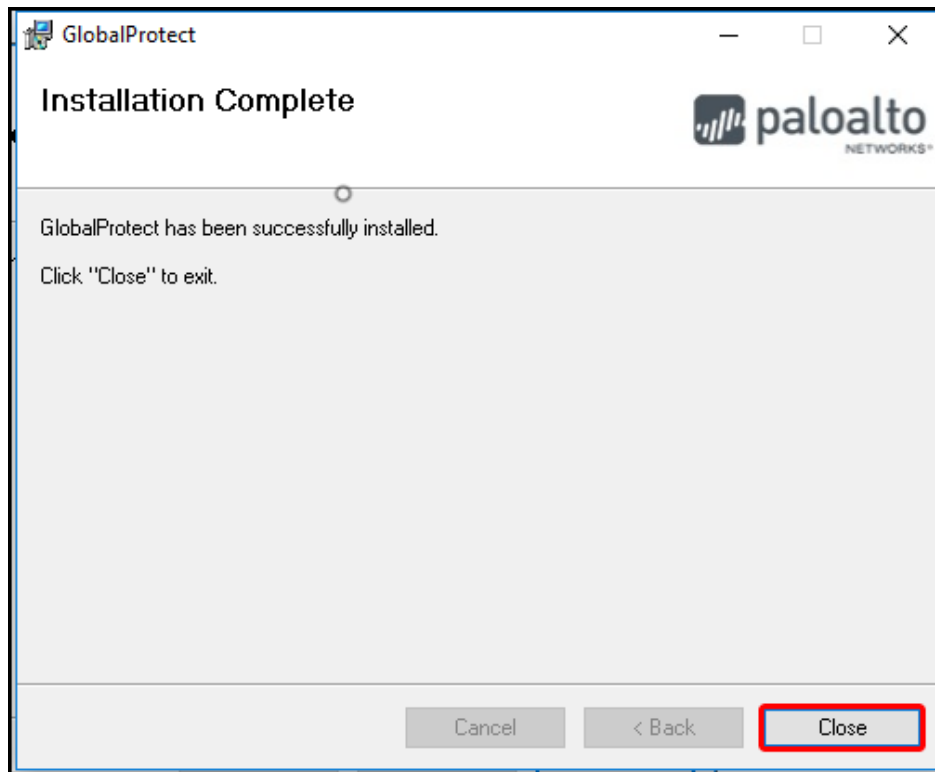 GlobalProtect
Installation Complete
paloalto
NETWORKS®
GlobalProtect has been successfully installed.
Click "Close" to exit.
Cancel
< Back
Close